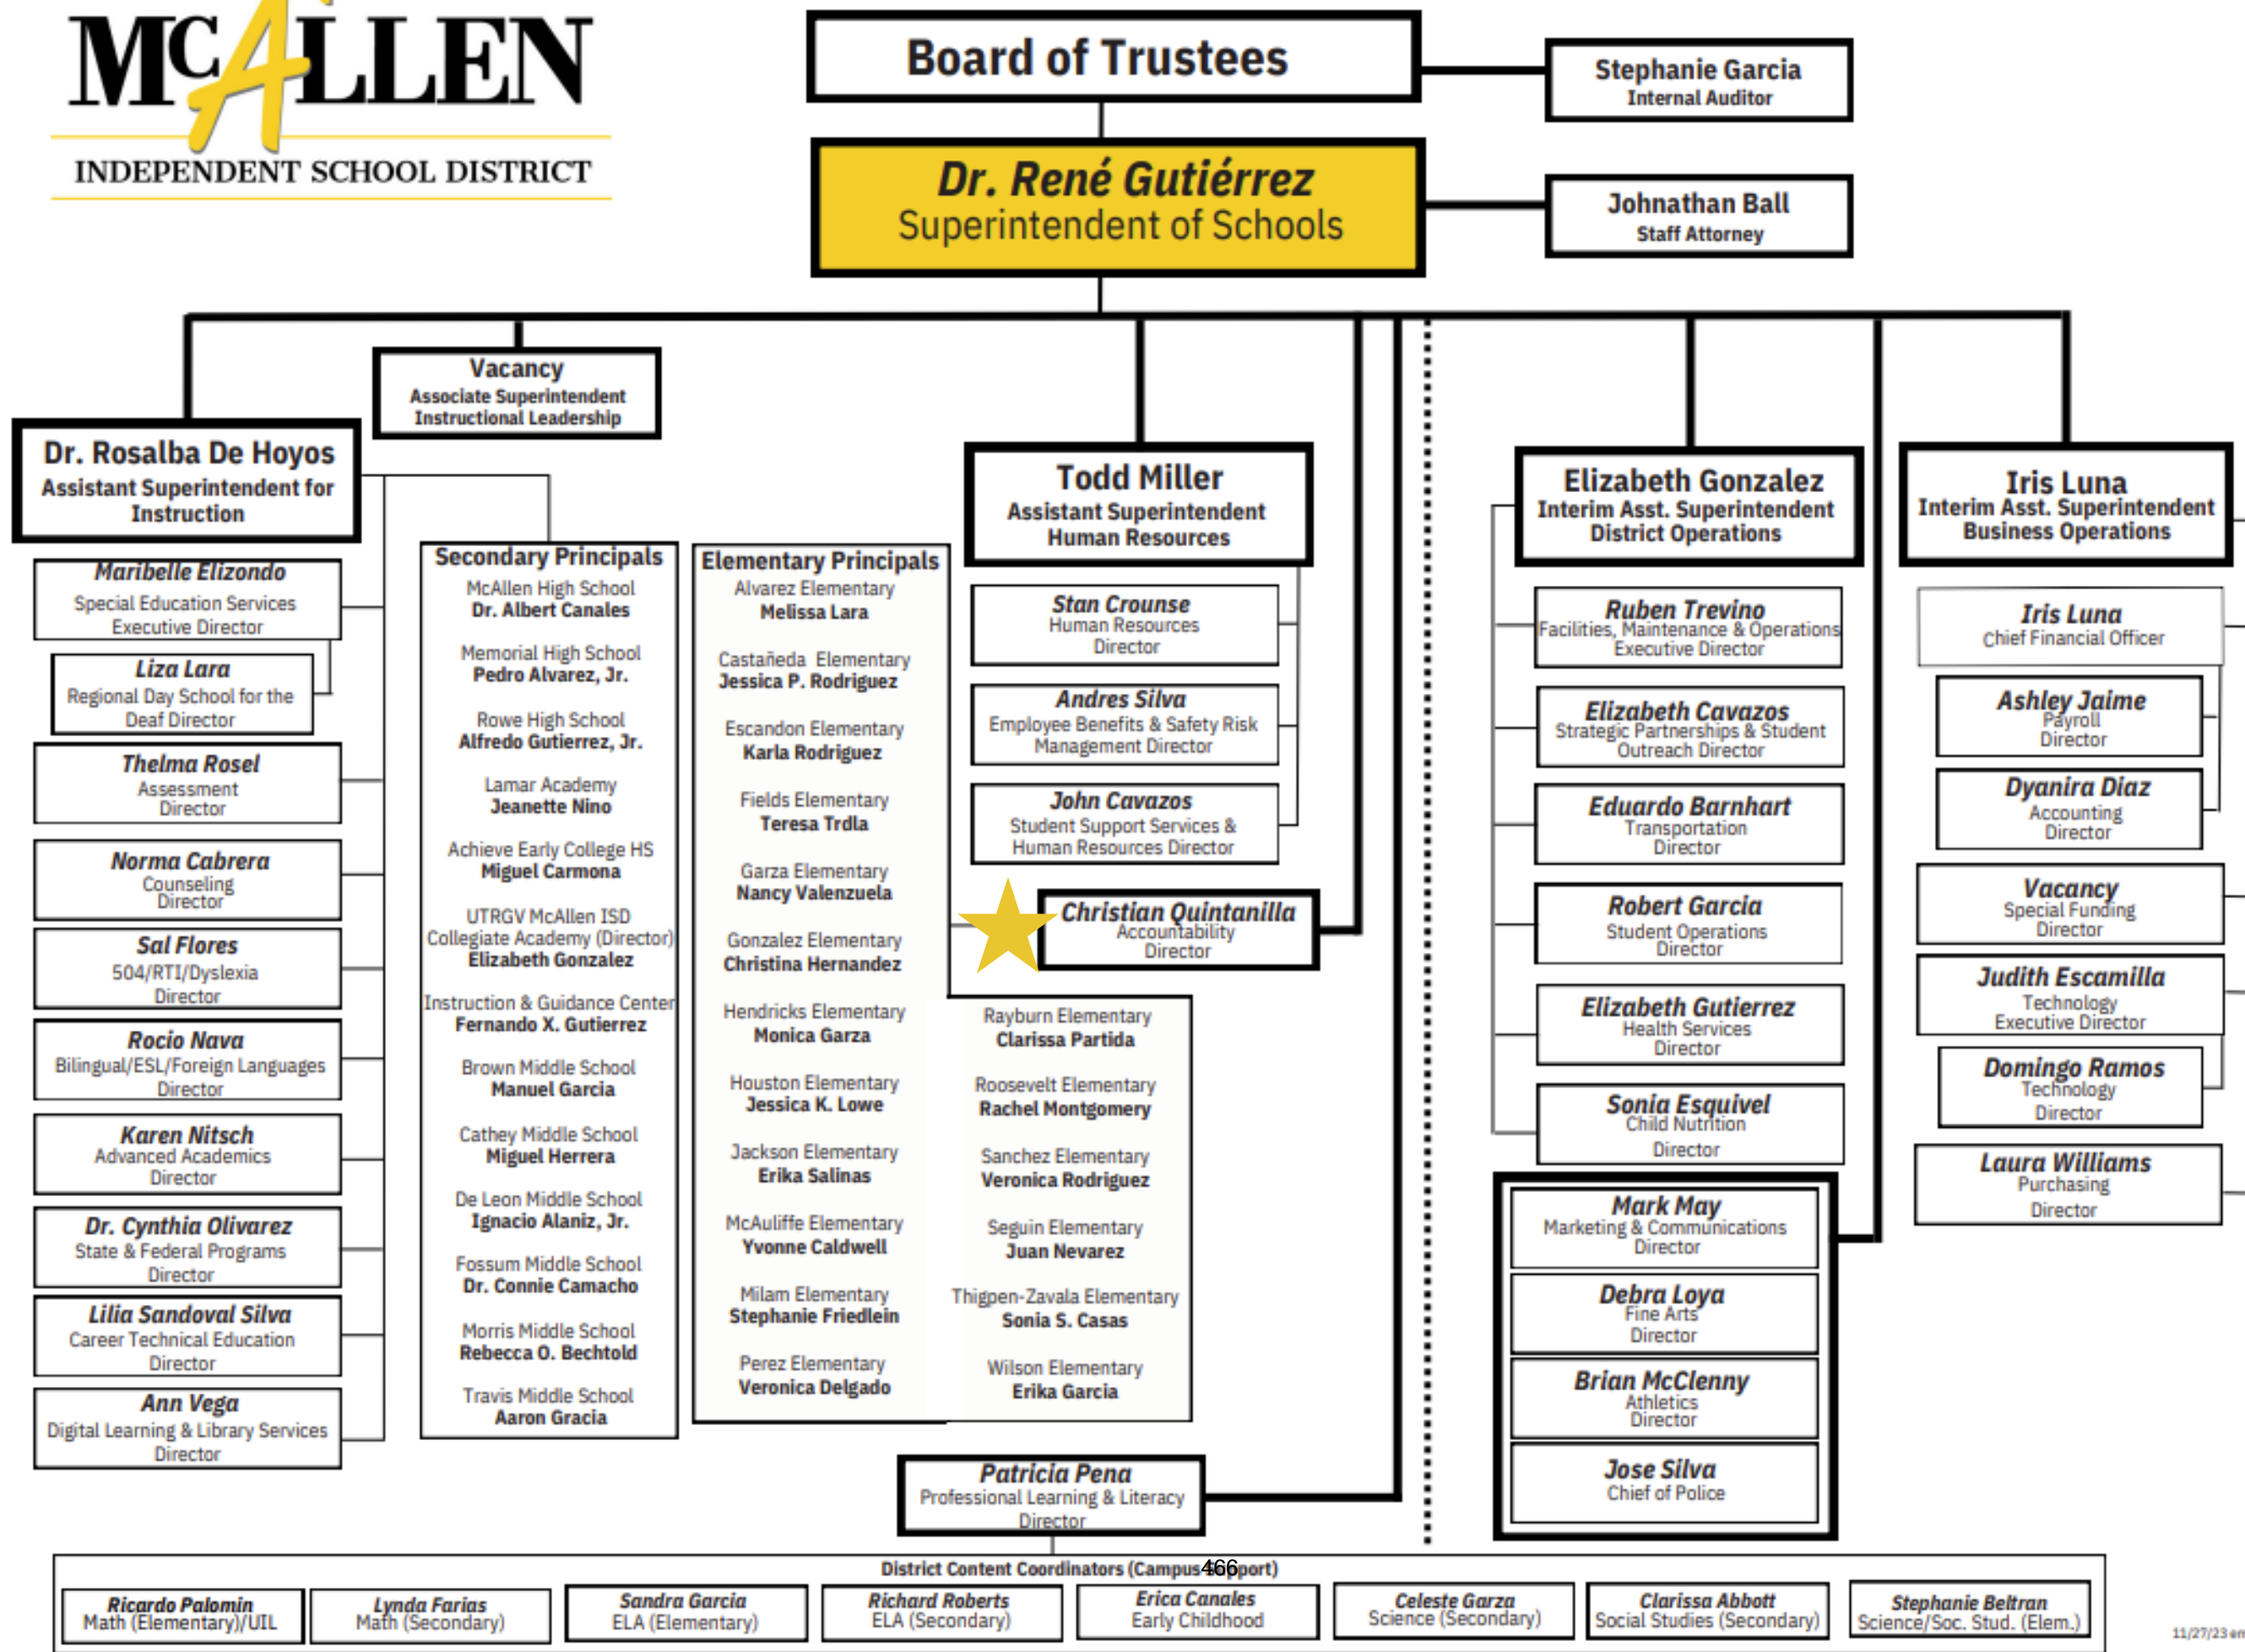 McALLEN
INDEPENDENT SCHOOL DISTRICT
Board of Trustees
Stephanie Garcia
Internal Auditor
Dr. René Gutiérrez
Superintendent of Schools
Johnathan Ball
Staff Attorney
Vacancy
Associate Superintendent
Instructional Leadership
Dr. Rosalba De Hoyos
Assistant Superintendent for
Instruction
Maribelle Elizondo
Special Education Services
Executive Director
Liza Lara
Regional Day School for the
Deaf Director
Thelma Rosel
Assessment
Director
Norma Cabrera
Counseling
Director
Sal Flores
504/RTI/Dyslexia
Director
Rocio Nava
Bilingual/ESL/Foreign Languages
Director
Karen Nitsch
Advanced Academics
Director
Dr. Cynthia Olivarez
State & Federal Programs
Director
Lilia Sandoval Silva
Career Technical Education
Director
Ann Vega
Digital Learning & Library Services
Director
Secondary Principals
McAllen High School
Dr. Albert Canales
Memorial High School
Pedro Alvarez, Jr.
Rowe High School
Alfredo Gutierrez, Jr.
Lamar Academy
Jeanette Nino
Achieve Early College HS
Miguel Carmona
UTRGV McAllen ISD
Collegiate Academy (Director)
Elizabeth Gonzalez
Instruction & Guidance Center
Fernando X. Gutierrez
Brown Middle School
Manuel Garcia
Cathey Middle School
Miguel Herrera
De Leon Middle School
Ignacio Alaniz, Jr.
Fossum Middle School
Dr. Connie Camacho
Morris Middle School
Rebecca O. Bechtold
Travis Middle School
Aaron Gracia
Elementary Principals
Alvarez Elementary
Melissa Lara
Castañeda Elementary
Jessica P. Rodriguez
Escandon Elementary
Karla Rodriguez
Fields Elementary
Teresa Trdla
Garza Elementary
Nancy Valenzuela
Gonzalez Elementary
Christina Hernandez
Hendricks Elementary
Monica Garza
Houston Elementary
Jessica K. Lowe
Jackson Elementary
Erika Salinas
McAuliffe Elementary
Yvonne Caldwell
Milam Elementary
Stephanie Friedlein
Perez Elementary
Veronica Delgado
Rayburn Elementary
Clarissa Partida
Roosevelt Elementary
Rachel Montgomery
Sanchez Elementary
Veronica Rodriguez
Seguin Elementary
Juan Nevarez
Thigpen-Zavala Elementary
Sonia S. Casas
Wilson Elementary
Erika Garcia
Todd Miller
Assistant Superintendent
Human Resources
Stan Crounse
Human Resources
Director
Andres Silva
Employee Benefits & Safety Risk
Management Director
John Cavazos
Student Support Services &
Human Resources Director
Christian Quintanilla
Accountability
Director
Elizabeth Gonzalez
Interim Asst. Superintendent
District Operations
Ruben Trevino
Facilities, Maintenance & Operations
Executive Director
Elizabeth Cavazos
Strategic Partnerships & Student
Outreach Director
Eduardo Barnhart
Transportation
Director
Robert Garcia
Student Operations
Director
Elizabeth Gutierrez
Health Services
Director
Sonia Esquivel
Child Nutrition
Director
Mark May
Marketing & Communications
Director
Debra Loya
Fine Arts
Director
Brian McClenny
Athletics
Director
Jose Silva
Chief of Police
Iris Luna
Interim Asst. Superintendent
Business Operations
Iris Luna
Chief Financial Officer
Ashley Jaime
Payroll
Director
Dyanira Diaz
Accounting
Director
Vacancy
Special Funding
Director
Judith Escamilla
Technology
Executive Director
Domingo Ramos
Technology
Director
Laura Williams
Purchasing
Director
Patricia Pena
Professional Learning & Literacy
Director
District Content Coordinators (Campus Support)
466
Ricardo Palomin
Math (Elementary)/UIL
Lynda Farias
Math (Secondary)
Sandra Garcia
ELA (Elementary)
Richard Roberts
ELA (Secondary)
Erica Canales
Early Childhood
Celeste Garza
Science (Secondary)
Clarissa Abbott
Social Studies (Secondary)
Stephanie Beltran
Science/Soc. Stud. (Elem.)
11/27/23